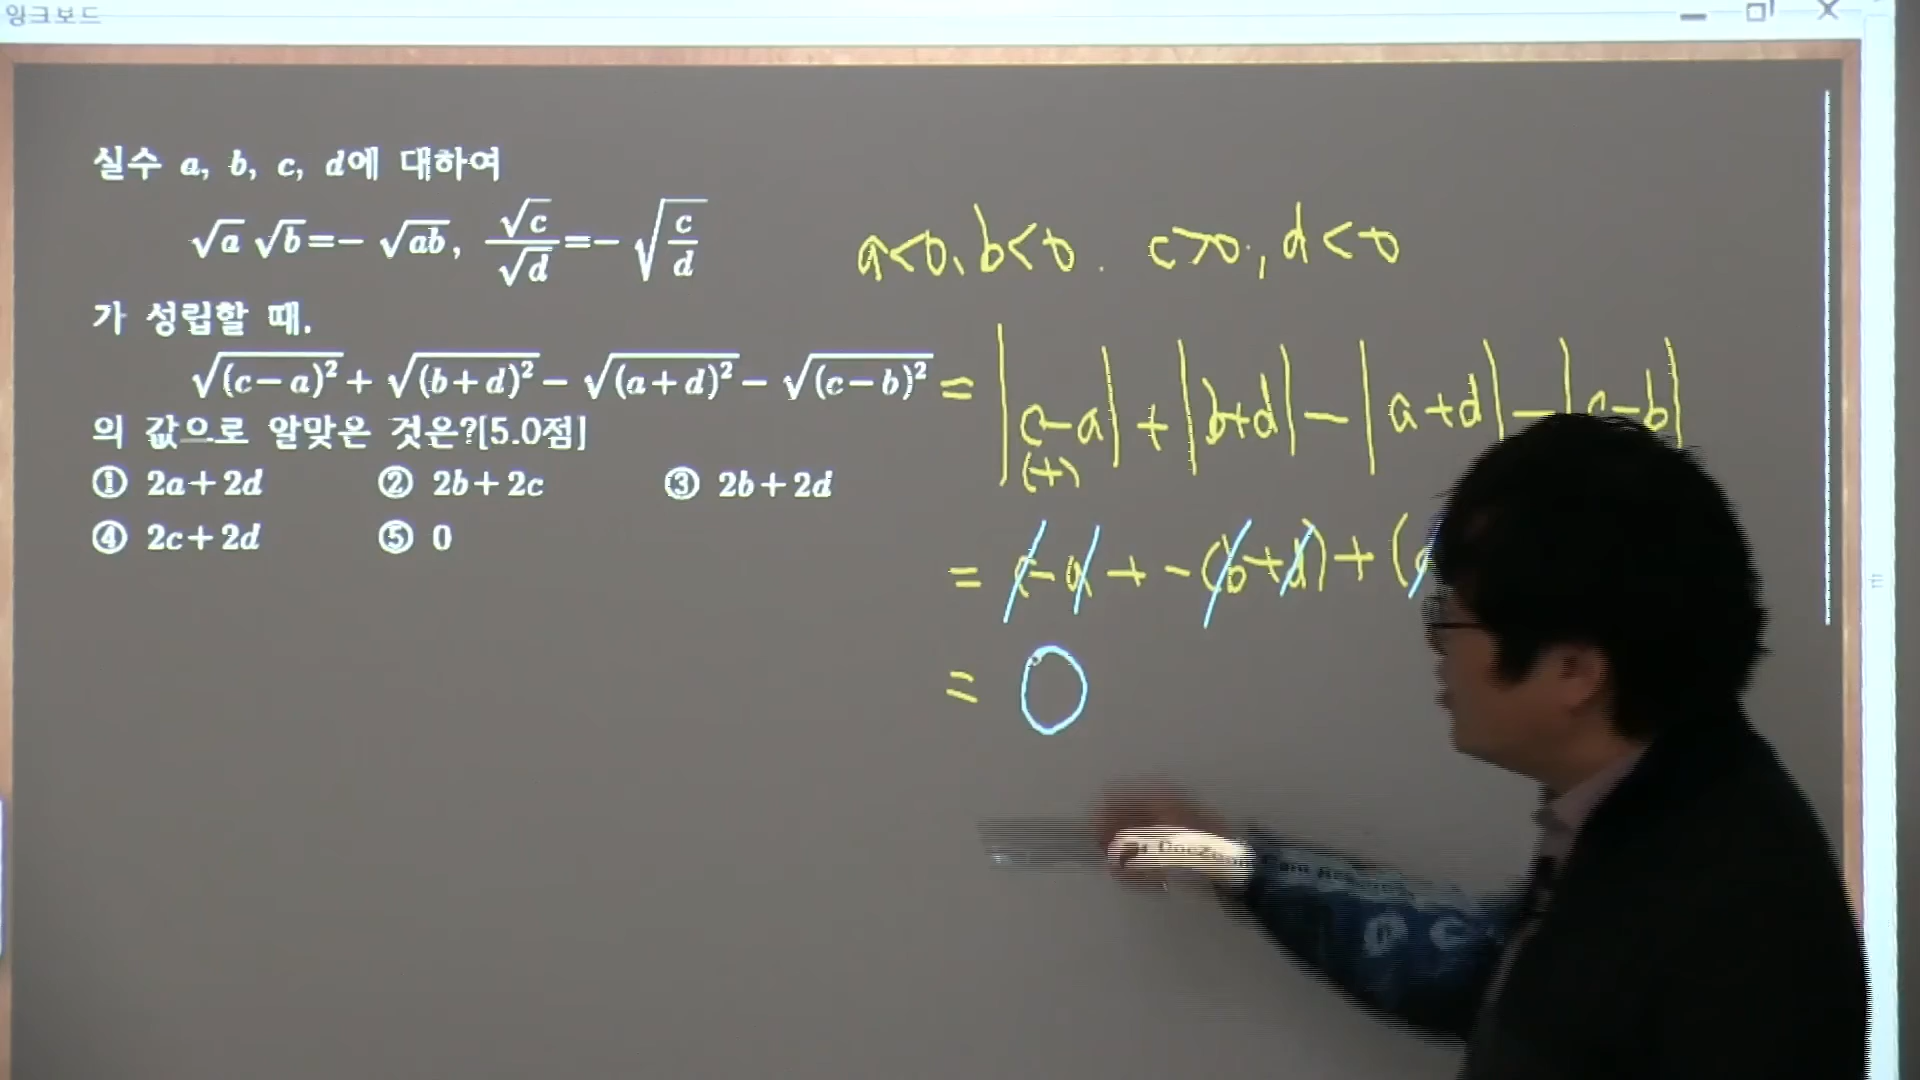 잉크보드
실수 a, b, c, d에 대하여
√a √b=- √ab, √c/√d=- √(c/d)
a<0, b<0. c>0, d<0
가 성립할 때.
√(c-a)² + √(b+d)² - √(a+d)² - √(c-b)²
= |c-a| + |b+d| - |a+d| - |c-b|
(+)
의 값으로 알맞은 것은?[5.0점]
① 2a+2d ② 2b+2c ③ 2b+2d
④ 2c+2d ⑤ 0
= c-a + -(b+d) + (
= 0